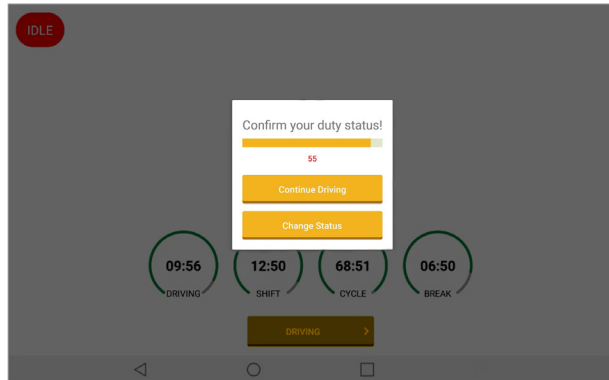 IDLE
Confirm your duty status!
55
Continue Driving
Change Status
09:56 12:50 68:51 06:50
DRIVING SHIFT CYCLE BREAK
DRIVING